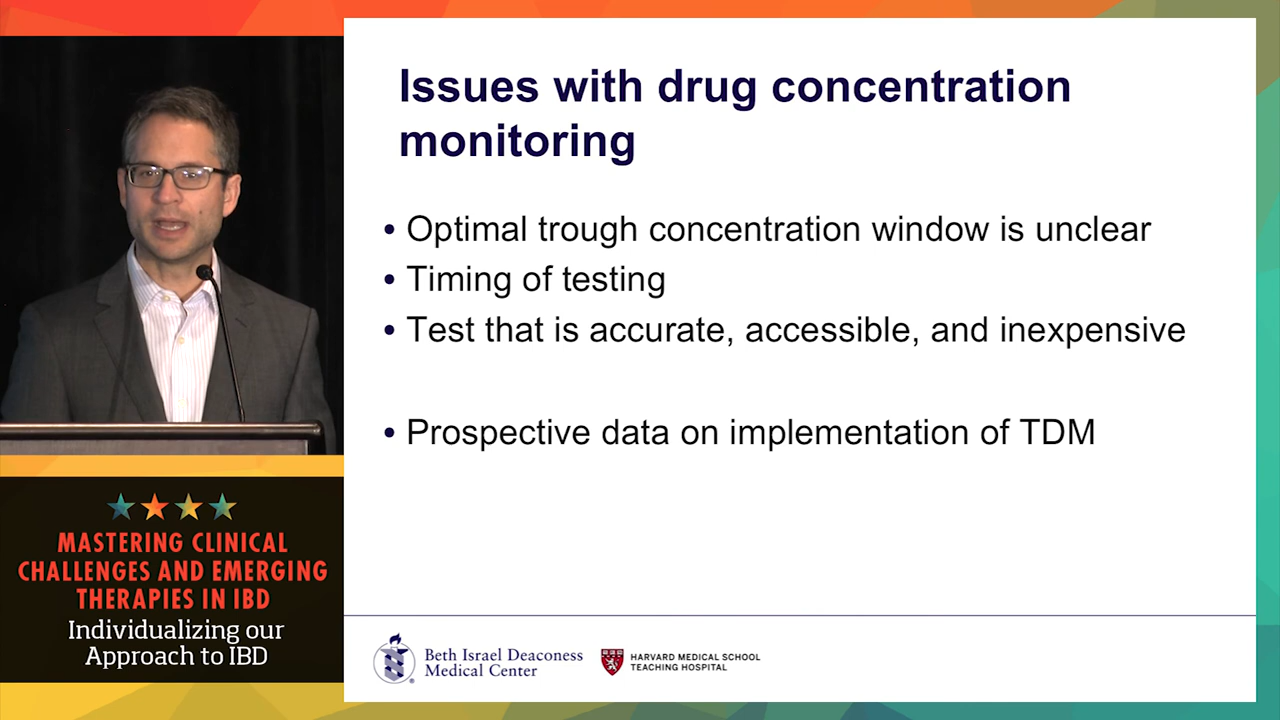 Issues with drug concentration
monitoring
• Optimal trough concentration window is unclear
• Timing of testing
• Test that is accurate, accessible, and inexpensive
• Prospective data on implementation of TDM
MASTERING CLINICAL
CHALLENGES AND EMERGING
THERAPIES IN IBD
Individualizing our
Approach to IBD
Beth Israel Deaconess
Medical Center
HARVARD MEDICAL SCHOOL
TEACHING HOSPITAL